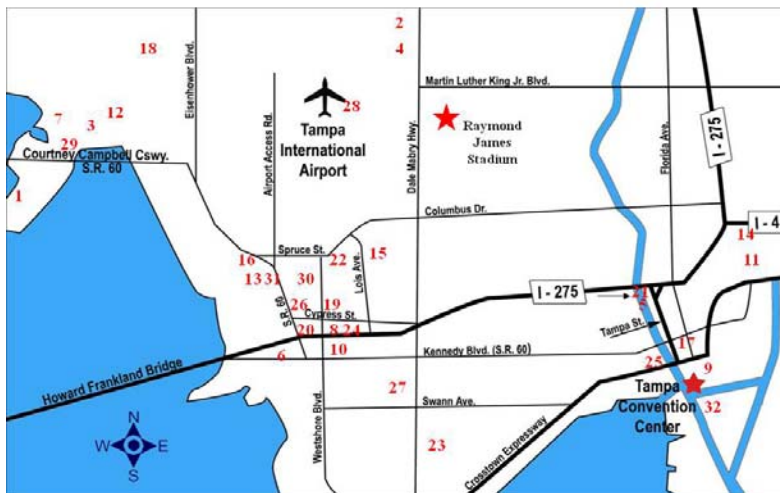 2
18
4
Eisenhower Blvd.
Martin Luther King Jr. Blvd.
28
12
7
3
Tampa
International
Airport
Raymond
James
Stadium
29
Courtney Campbell Cswy.
S.R. 60
Airport Access Rd.
Dale Mabry Hwy.
Florida Ave.
I - 275
1
Columbus Dr.
I - 4
14
Spruce St.
15
16
22
11
Lois Ave.
13
31
30
I - 275
21
26
19
S.R. 60
Cypress St.
Tampa St.
20
8
24
17
6
10
Kennedy Blvd. (S.R. 60)
25
9
Howard Frankland Bridge
27
Tampa
Convention
Center
Swann Ave.
32
Westshore Blvd.
23
Crosstown Expressway
N
W
E
S